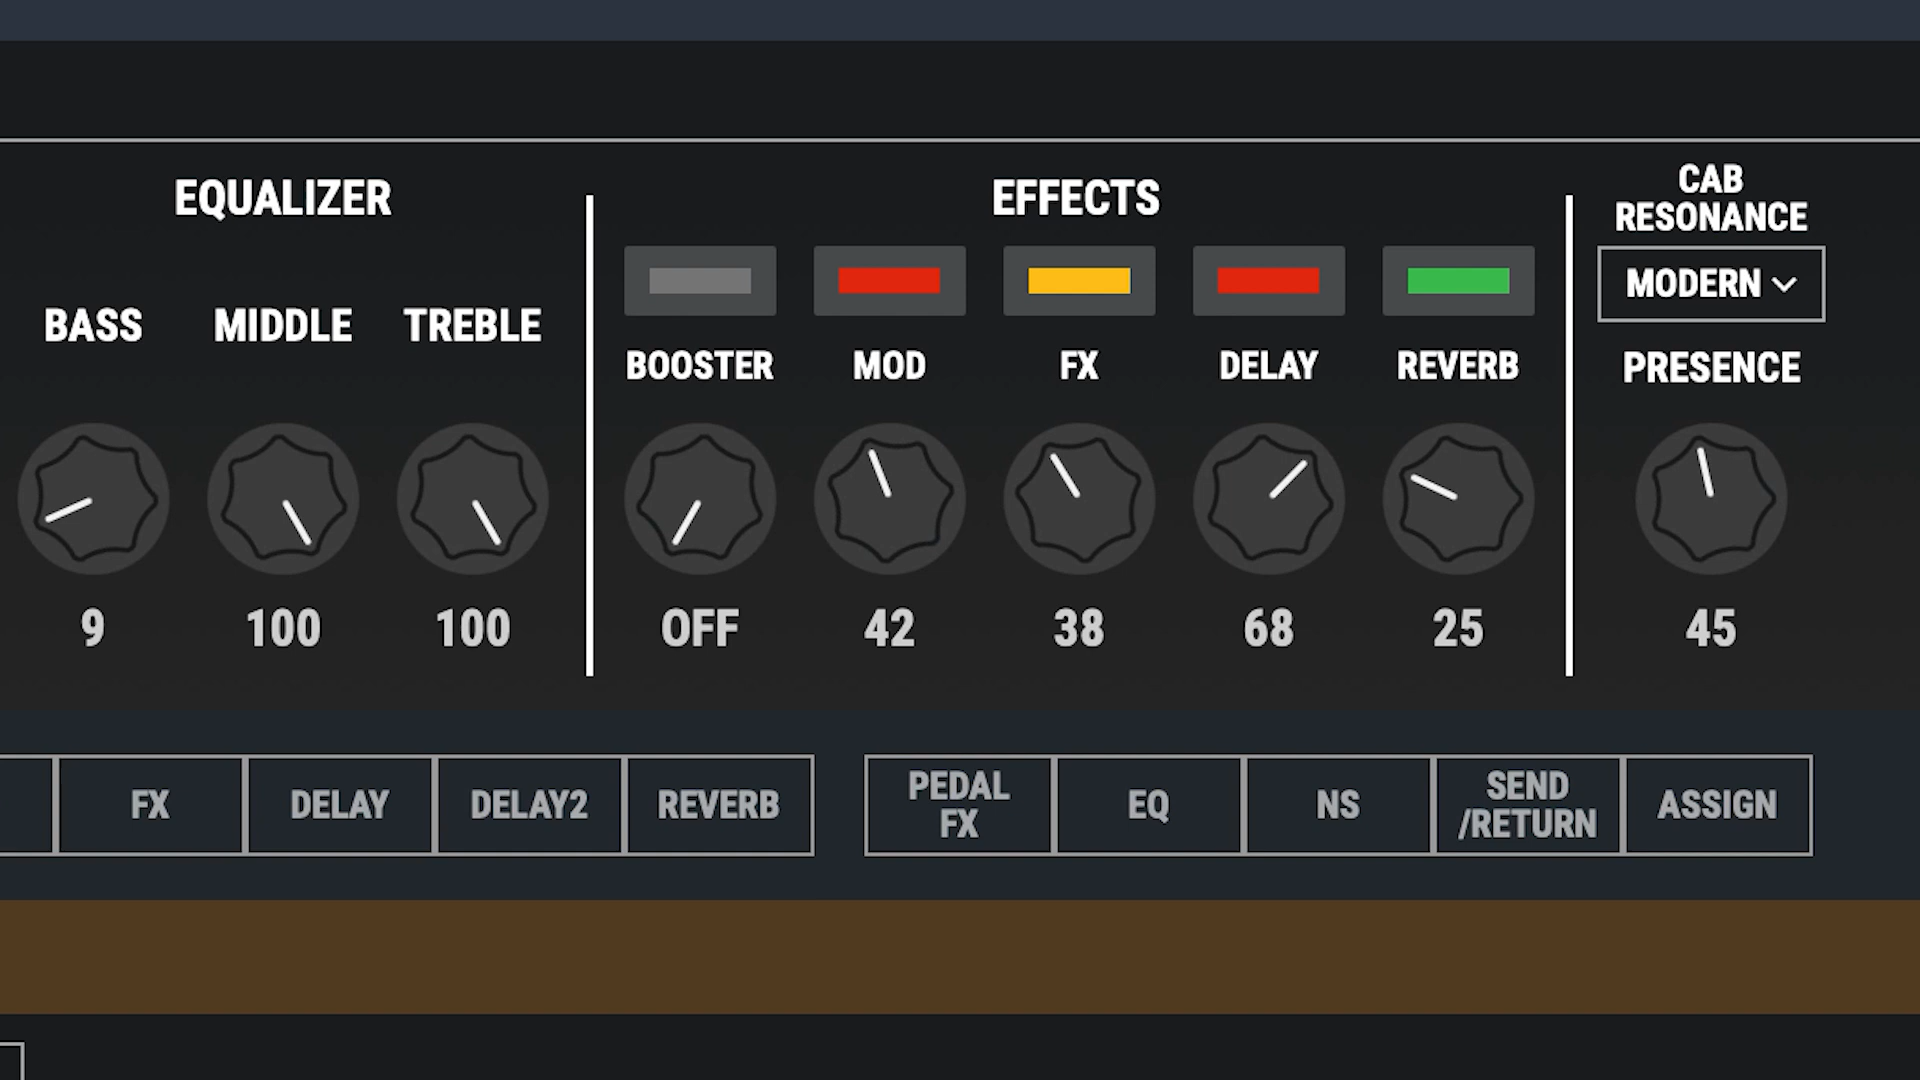 EQUALIZER
EFFECTS
CAB
RESONANCE
MODERN
BASS MIDDLE TREBLE
BOOSTER MOD FX DELAY REVERB
PRESENCE
9 100 100 OFF 42 38 68 25 45
FX DELAY DELAY2 REVERB
PEDAL
FX
EQ
NS
SEND
/RETURN
ASSIGN